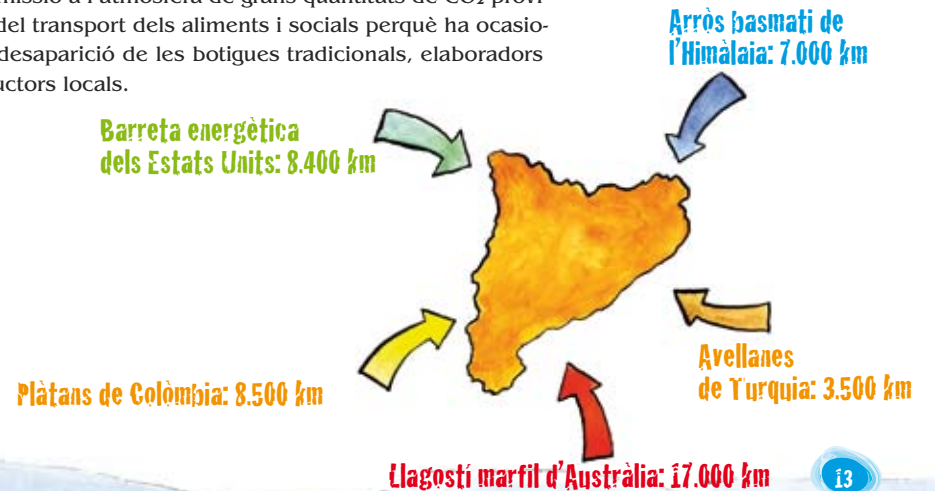 del transport dels aliments i socials perquè ha ocasio-
desaparició de les botigues tradicionals, elaboradors
locals.
Arròs basmati de
l'Himàlaia: 7.000 km
Barreta energètica
dels Estats Units: 8.400 km
Avellanes
de Turquia: 3.500 km
Plàtans de Colòmbia: 8.500 km
Llagostí marfil d'Austràlia: 17.000 km
13